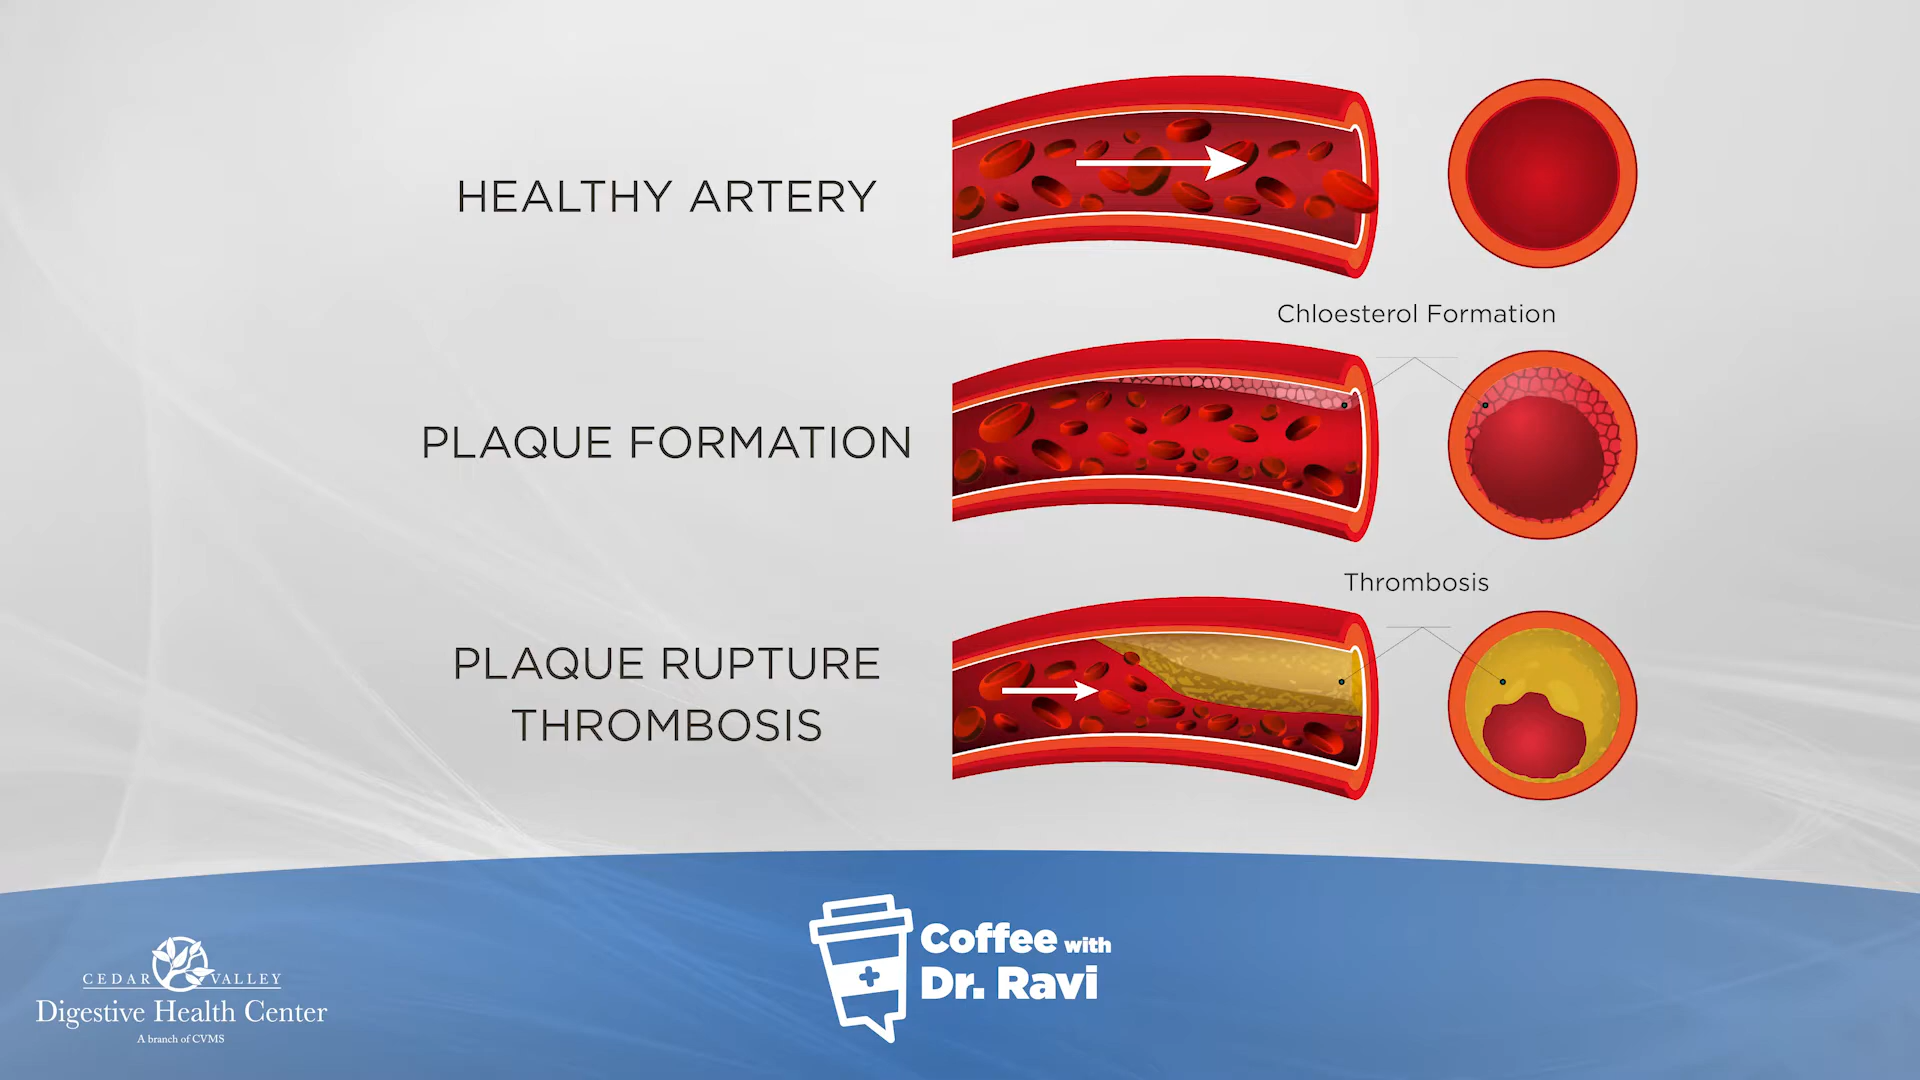 HEALTHY ARTERY
Chloesterol Formation
PLAQUE FORMATION
Thrombosis
PLAQUE RUPTURE
THROMBOSIS
Coffee with
Dr. Ravi
CEDAR VALLEY
Digestive Health Center
A branch of CVMS